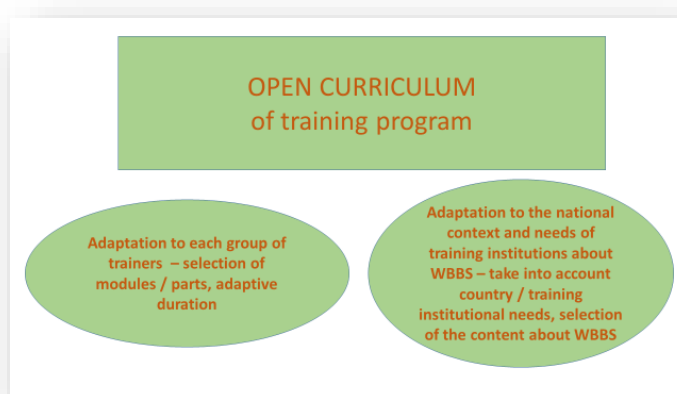 OPEN CURRICULUM
of training program
Adaptation to each group of
trainers – selection of
modules / parts, adaptive
duration
Adaptation to the national
context and needs of
training institutions about
WBBS – take into account
country / training
institutional needs, selection
of the content about WBBS